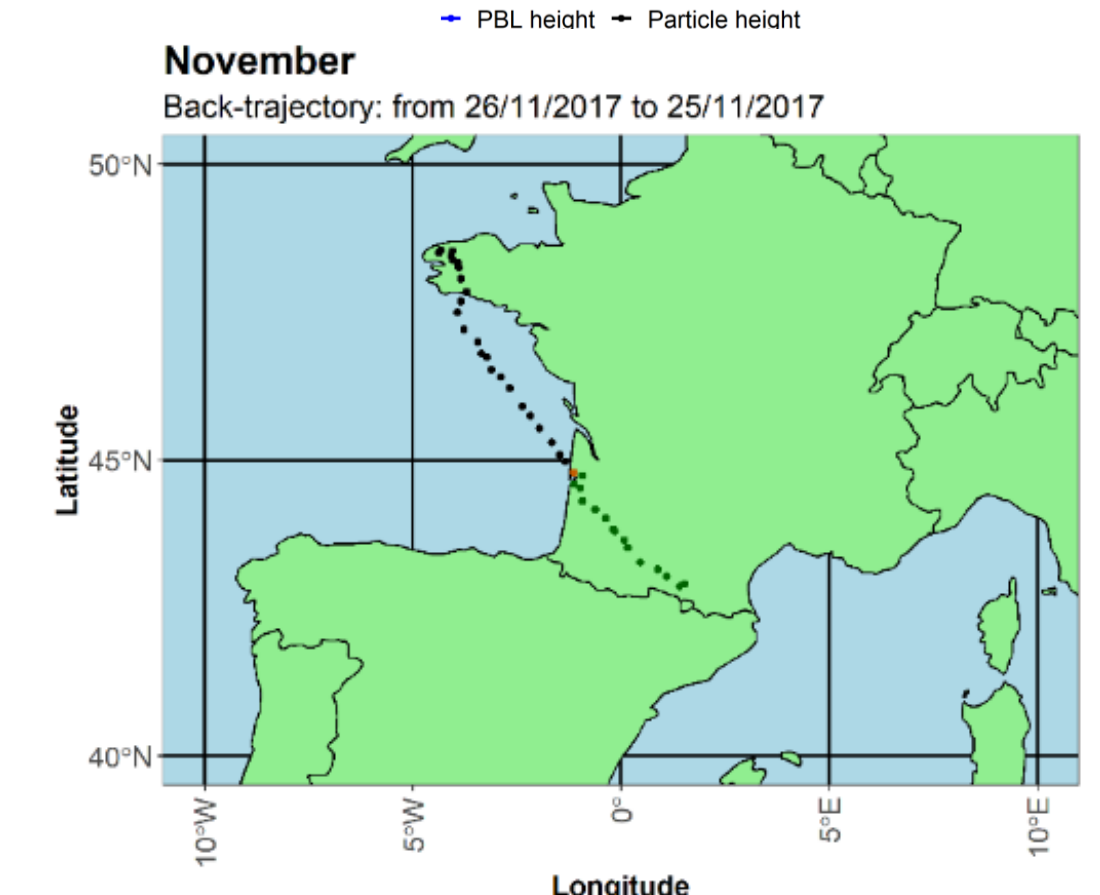 PBL height Particle height
November
Back-trajectory: from 26/11/2017 to 25/11/2017
50°N
45°N
40°N
Latitude
10°W 5°W 0° 5°E 10°E
Longitude